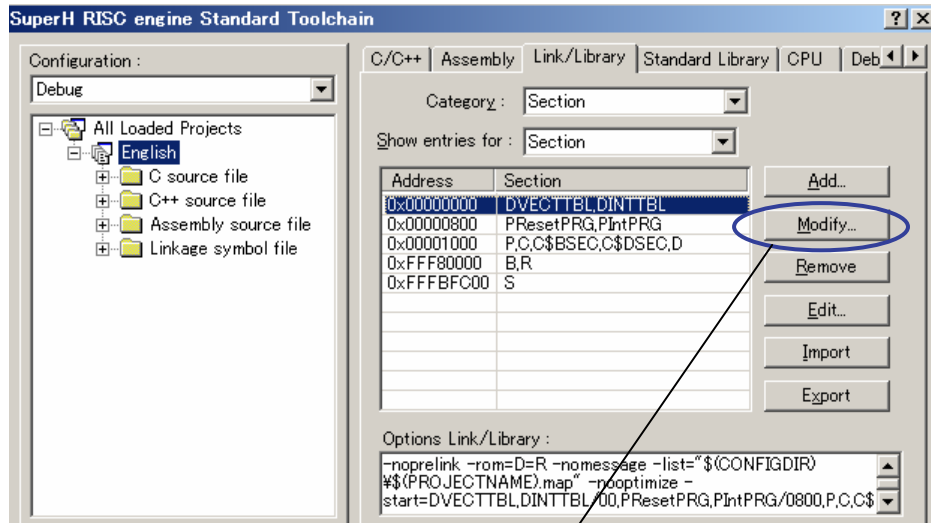 SuperH RISC engine Standard Toolchain
Configuration :
Debug
All Loaded Projects
English
C source file
C++ source file
Assembly source file
Linkage symbol file
C/C++ Assembly Link/Library Standard Library CPU Deb
Category : Section
Show entries for : Section
Address Section
0x00000000 DVECTTBL,DINTTBL
0x00000800 PResetPRG,PIntPRG
0x00001000 P,C,C$BSEC,C$DSEC,D
0xFFF80000 B,R
0xFFFBFC00 S
Add...
Modify...
Remove
Edit...
Import
Export
Options Link/Library :
-noprelink -rom=D=R -nomessage -list="$(CONFIGDIR)
¥$(PROJECTNAME).map" -nooptimize -
start=DVECTTBL,DINTTBL/00,PResetPRG,PIntPRG/0800,P,C,C$